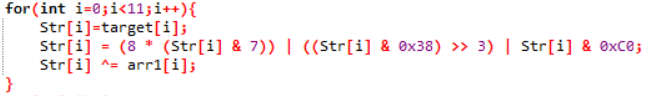 for(int i=0;i<11;i++){
Str[i]=target[i];
Str[i] = (8 * (Str[i] & 7)) | ((Str[i] & 0x38) >> 3) | Str[i] & 0xC0;
Str[i] ^= arr1[i];
}